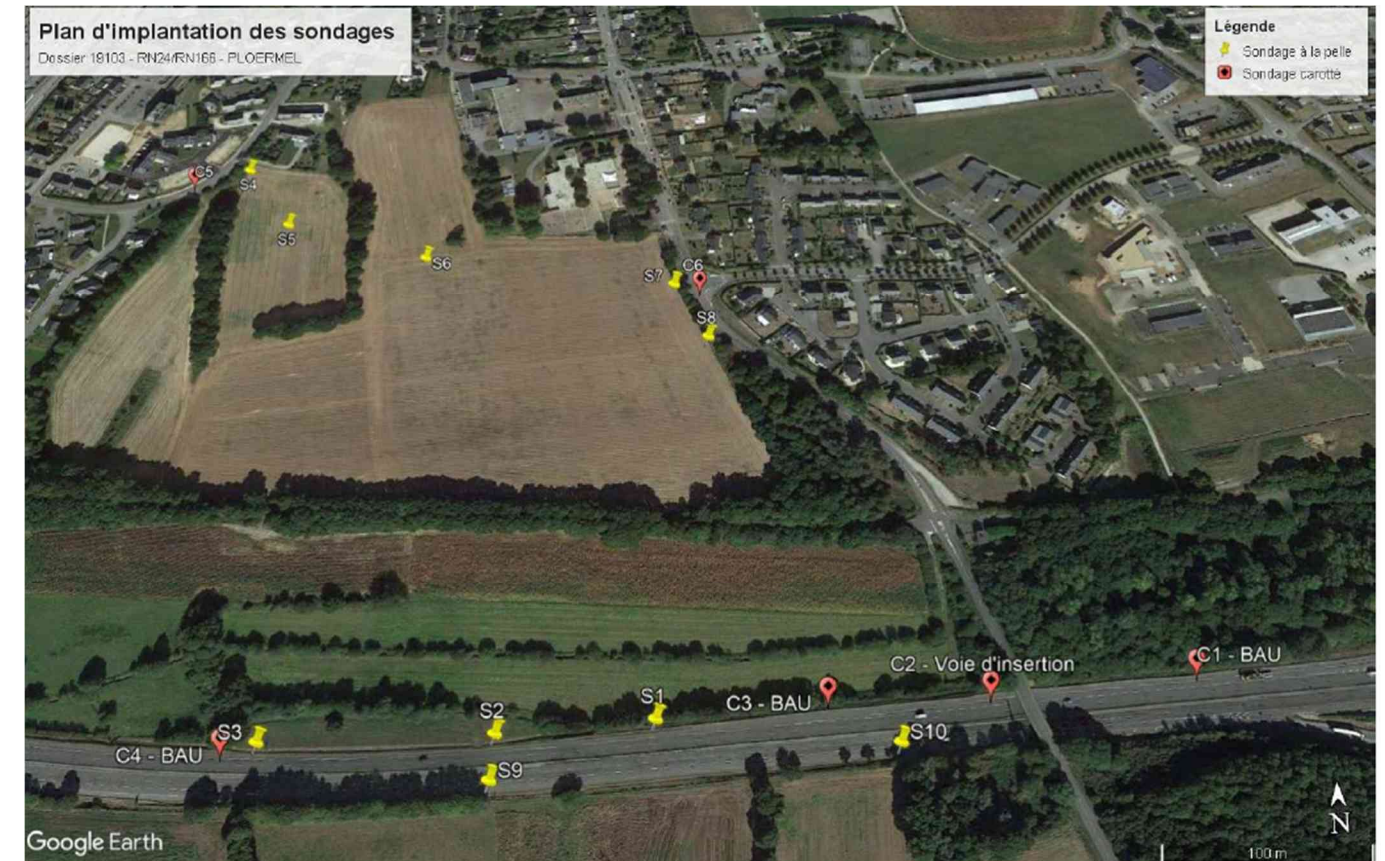 Plan d'implantation des sondages
Dossier 19103 - RN24/RN166 - PLOERMEL
Légende
Sondage à la pelle
Sondage carotté
C5
S4
S5
S6
S7
C6
S8
C2 - Voie d'insertion
C1 - BAU
S1
C3 - BAU
S2
S3
S10
C4 - BAU
S9
Google Earth
N
100 m